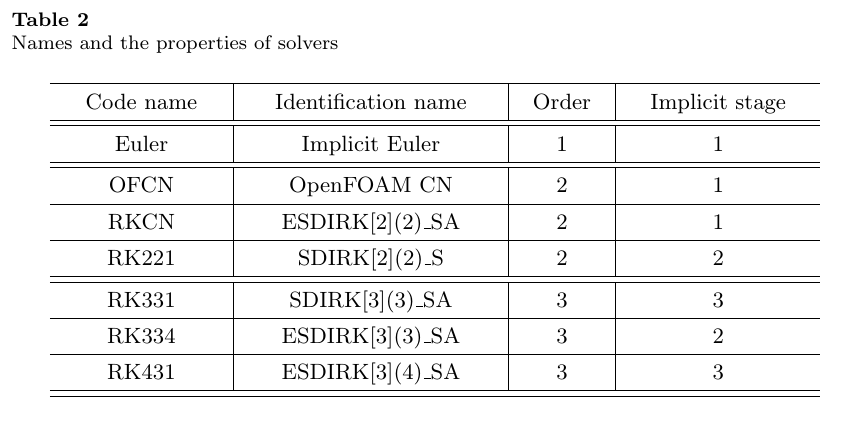 Table 2
Names and the properties of solvers
Code name Identification name Order Implicit stage
Euler Implicit Euler 1 1
OFCN OpenFOAM CN 2 1
RKCN ESDIRK[2](2)_SA 2 1
RK221 SDIRK[2](2)_S 2 2
RK331 SDIRK[3](3)_SA 3 3
RK334 ESDIRK[3](3)_SA 3 2
RK431 ESDIRK[3](4)_SA 3 3